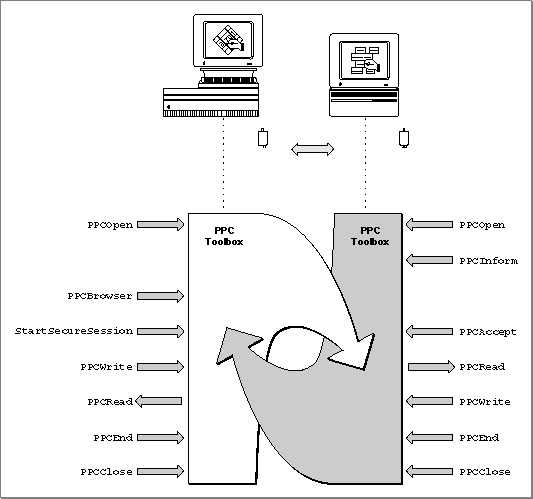 PPC
Toolbox
PPC
Toolbox
PPCOpen
PPCOpen
PPCInform
PPCBrowser
StartSecureSession
PPCAccept
PPCWrite
PPCRead
PPCRead
PPCWrite
PPCEnd
PPCEnd
PPCClose
PPCClose